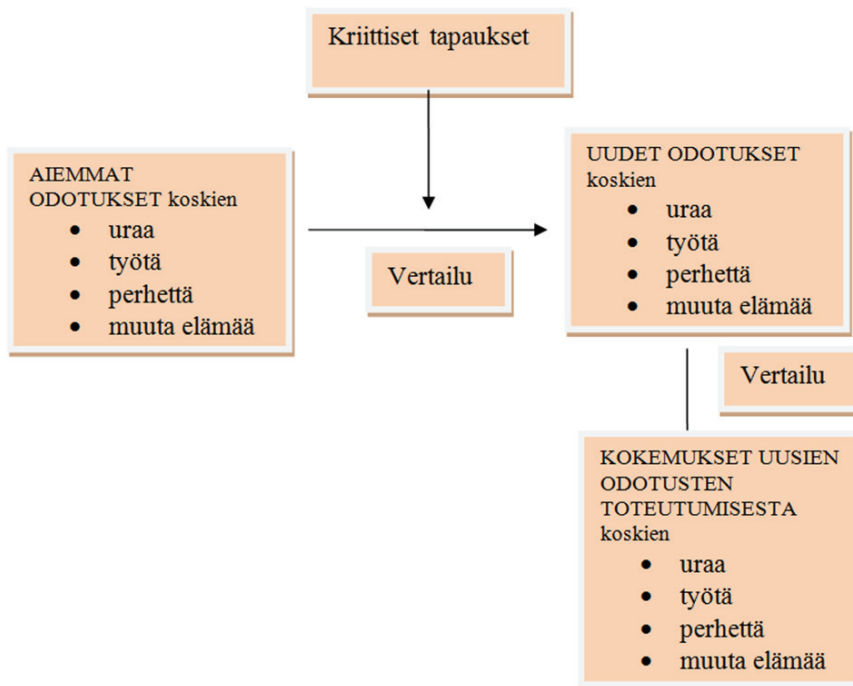 Kriittiset tapaukset
AIEMMAT
ODOTUKSET koskien
• uraa
• työtä
• perhettä
• muuta elämää
Vertailu
UUDET ODOTUKSET
koskien
• uraa
• työtä
• perhettä
• muuta elämää
Vertailu
KOKEMUKSET UUSIEN
ODOTUSTEN
TOTEUTUMISESTA
koskien
• uraa
• työtä
• perhettä
• muuta elämää